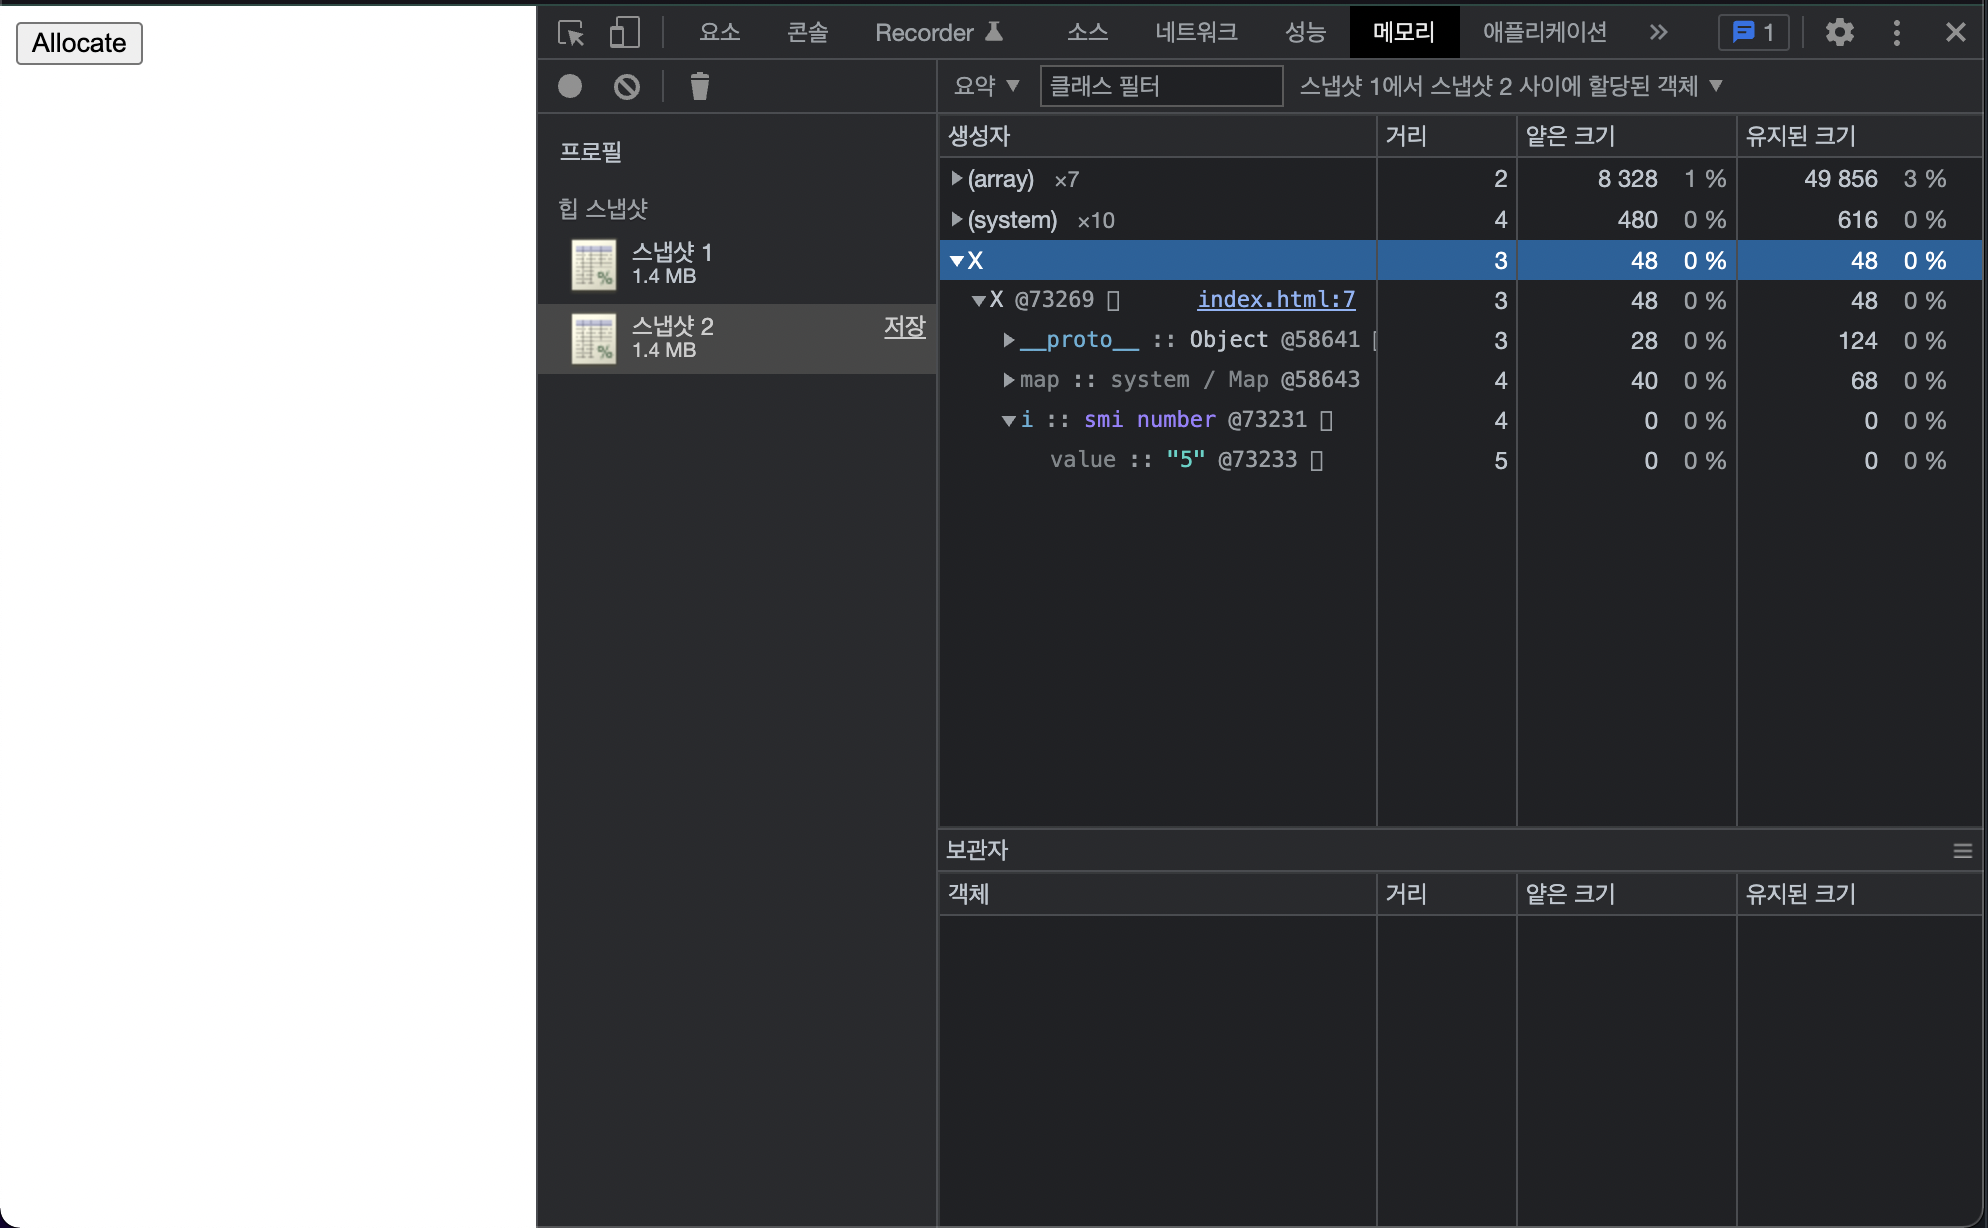 Allocate
요소 콘솔 Recorder 소스 네트워크 성능 메모리 애플리케이션 » 1
요약 ▼ 클래스 필터 스냅샷 1에서 스냅샷 2 사이에 할당된 객체 ▼
프로필
힙 스냅샷
스냅샷 1
1.4 MB
스냅샷 2 저장
1.4 MB
생성자 거리 얕은 크기 유지된 크기
▶(array) ×7 2 8 328 1 % 49 856 3 %
▶(system) ×10 4 480 0 % 616 0 %
▼X 3 48 0 % 48 0 %
▼X @73269 index.html:7 3 48 0 % 48 0 %
▶__proto__ :: Object @58641 3 28 0 % 124 0 %
▶map :: system / Map @58643 4 40 0 % 68 0 %
▼i :: smi number @73231 4 0 0 % 0 0 %
value :: "5" @73233 5 0 0 % 0 0 %
보관자
객체 거리 얕은 크기 유지된 크기